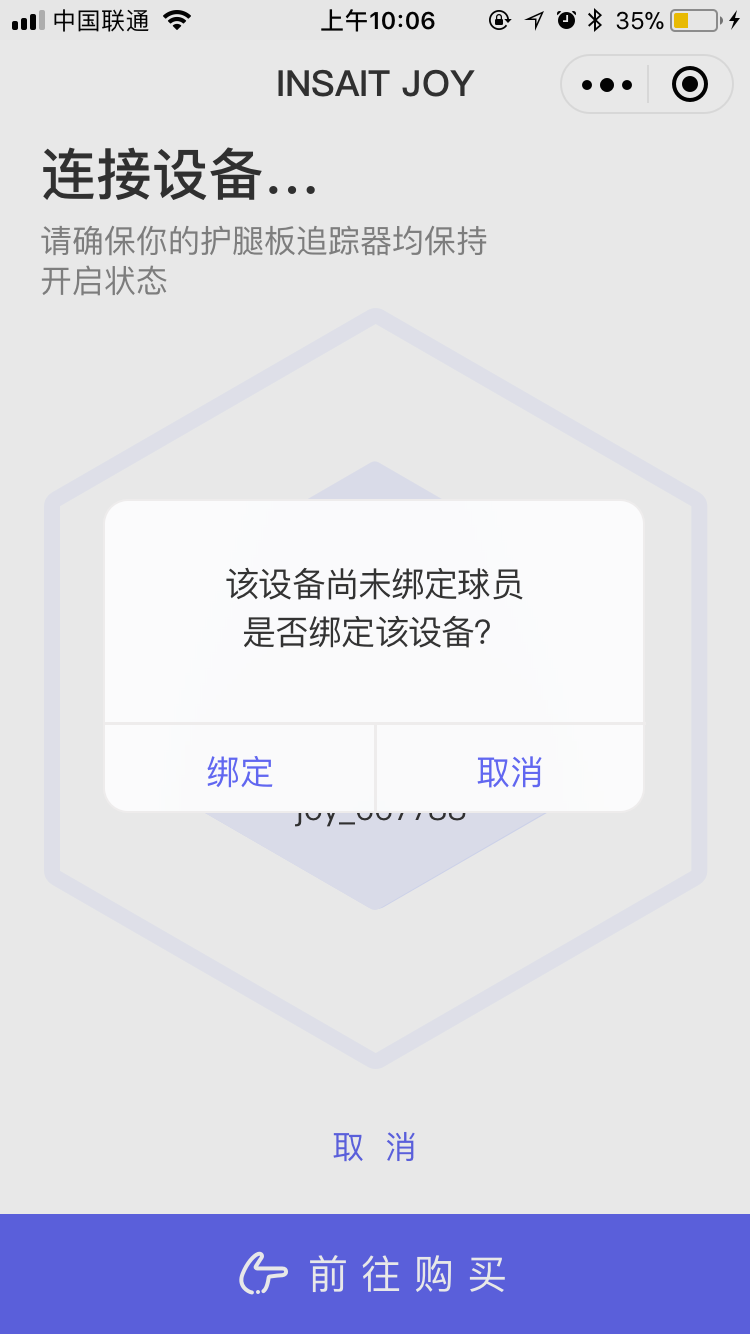 中国联通
上午10:06
35%
INSAIT JOY
连接设备...
请确保你的护腿板追踪器均保持
开启状态
该设备尚未绑定球员
是否绑定该设备?
绑定
取消
取 消
前往购买